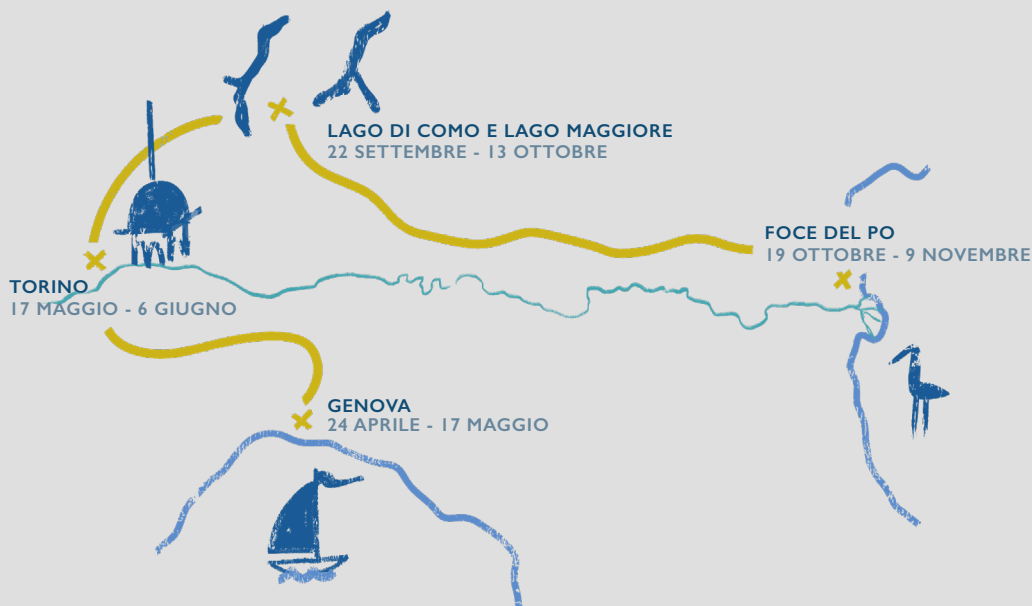 LAGO DI COMO E LAGO MAGGIORE
22 SETTEMBRE - 13 OTTOBRE
FOCE DEL PO
19 OTTOBRE - 9 NOVEMBRE
TORINO
17 MAGGIO - 6 GIUGNO
GENOVA
24 APRILE - 17 MAGGIO